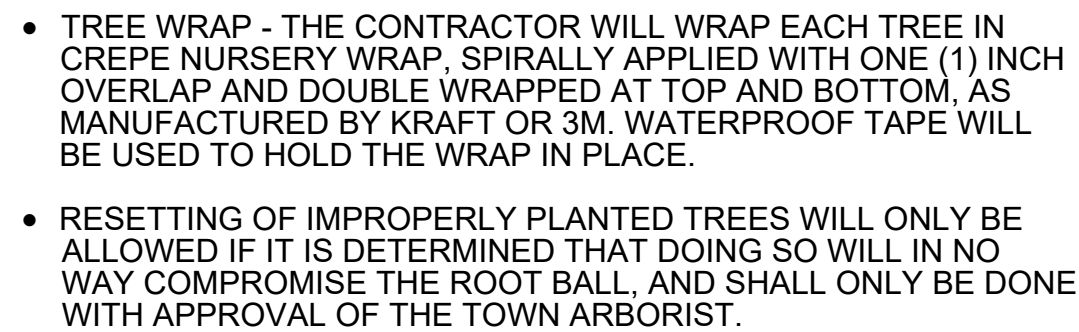 • TREE WRAP - THE CONTRACTOR WILL WRAP EACH TREE IN
CREPE NURSERY WRAP, SPIRALLY APPLIED WITH ONE (1) INCH
OVERLAP AND DOUBLE WRAPPED AT TOP AND BOTTOM, AS
MANUFACTURED BY KRAFT OR 3M. WATERPROOF TAPE WILL
BE USED TO HOLD THE WRAP IN PLACE.
• RESETTING OF IMPROPERLY PLANTED TREES WILL ONLY BE
ALLOWED IF IT IS DETERMINED THAT DOING SO WILL IN NO
WAY COMPROMISE THE ROOT BALL, AND SHALL ONLY BE DONE
WITH APPROVAL OF THE TOWN ARBORIST.